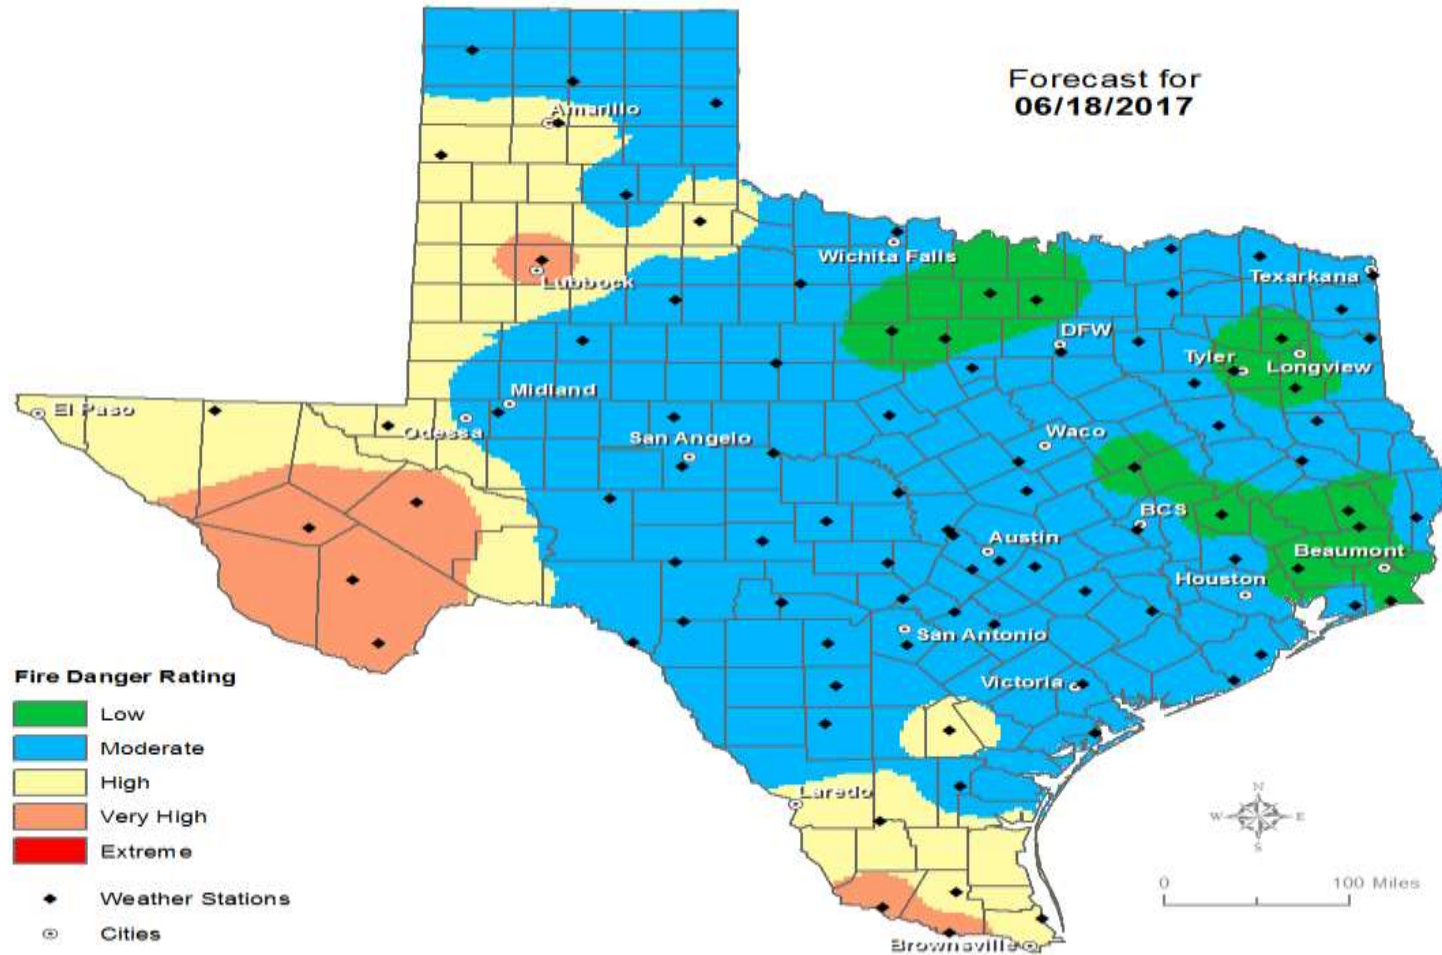 Forecast for
06/18/2017
Amarillo
Wichita Falls
Texarkana
Lubbock
DFW
Tyler
Longview
El Paso
Midland
Odessa
San Angelo
Waco
BCS
Austin
Beaumont
Houston
San Antonio
Victoria
Laredo
Brownsville
Fire Danger Rating
Low
Moderate
High
Very High
Extreme
Weather Stations
Cities
N
W E
S
0 100 Miles